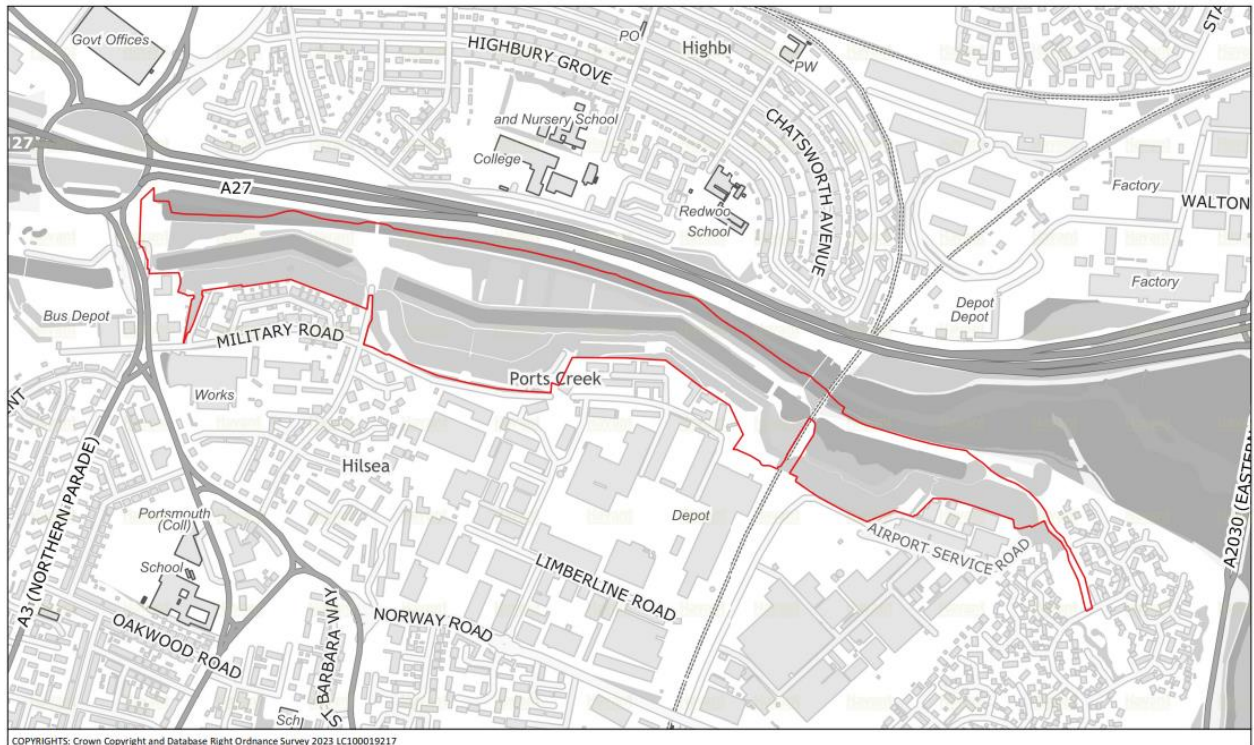 Govt Offices
HIGHBURY GROVE
PO
Highbi
PW
STA
and Nursery School
College
CHATSWORTH AVENUE
Factory
WALTON
27
A27
Redwoo
School
Factory
Depot
Depot
Bus Depot
MILITARY ROAD
Works
Ports Creek
ENT
Hilsea
A3 (NORTHERN PARADE)
Portsmouth
(Coll)
School
Depot
AIRPORT SERVICE ROAD
A2030 (EASTERN
LIMBERLINE ROAD
NORWAY ROAD
OAKWOOD ROAD
ST BARBARA WAY
Sch
COPYRIGHTS: Crown Copyright and Database Right Ordnance Survey 2023 LC100019217